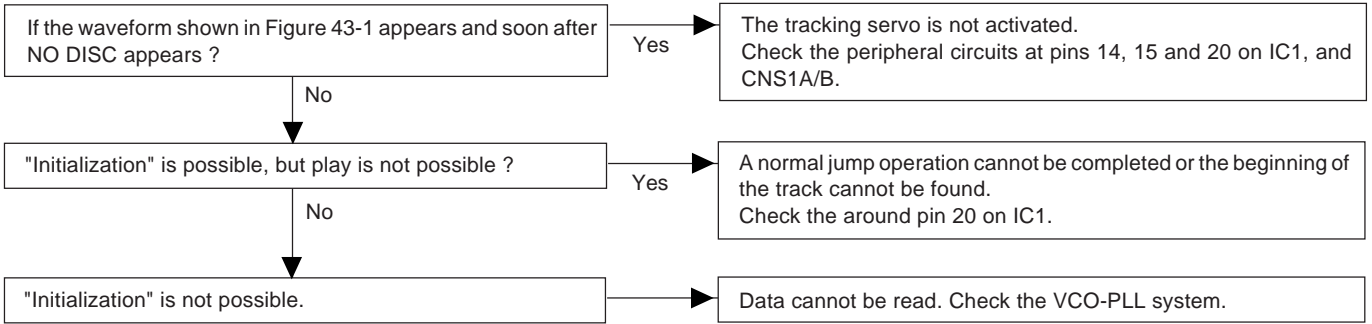 If the waveform shown in Figure 43-1 appears and soon after
NO DISC appears ?
Yes
The tracking servo is not activated.
Check the peripheral circuits at pins 14, 15 and 20 on IC1, and
CNS1A/B.
No
"Initialization" is possible, but play is not possible ?
Yes
A normal jump operation cannot be completed or the beginning of
the track cannot be found.
Check the around pin 20 on IC1.
No
"Initialization" is not possible.
Data cannot be read. Check the VCO-PLL system.